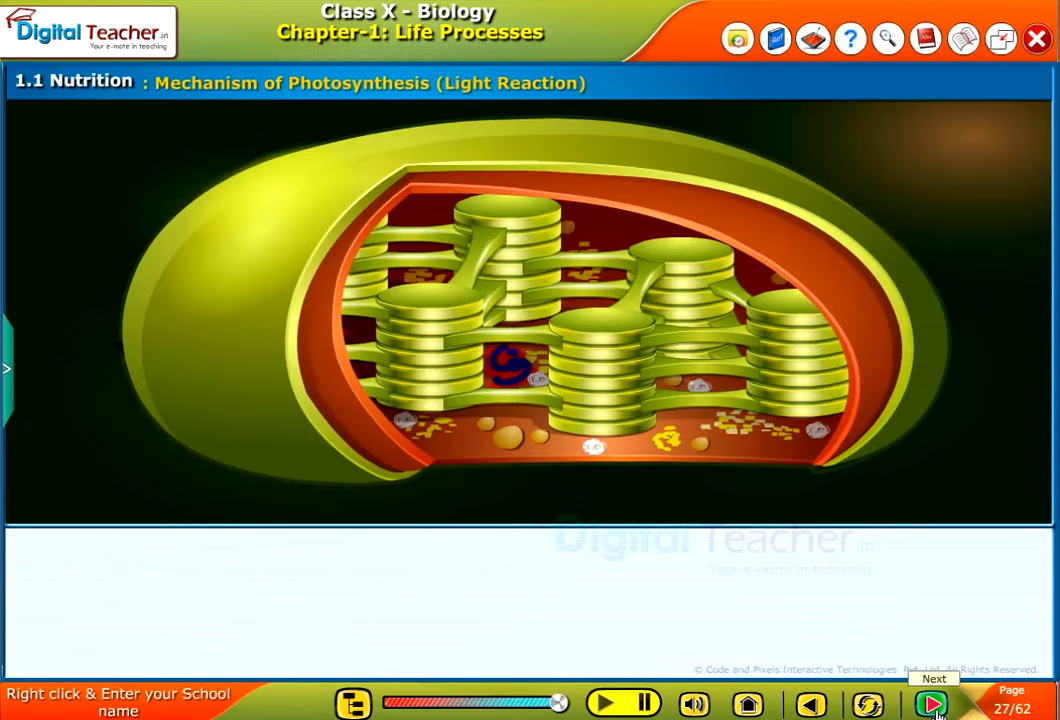 Digital Teacher.in
Your e-mate in teaching
Class X - Biology
Chapter-1: Life Processes
1.1 Nutrition : Mechanism of Photosynthesis (Light Reaction)
Digital Teacher.in
Your e-mate in teaching
© Code and Pixels Interactive Technologies. Pvt. Ltd. All Rights Reserved.
Next
Right click & Enter your School
name
Page
27/62